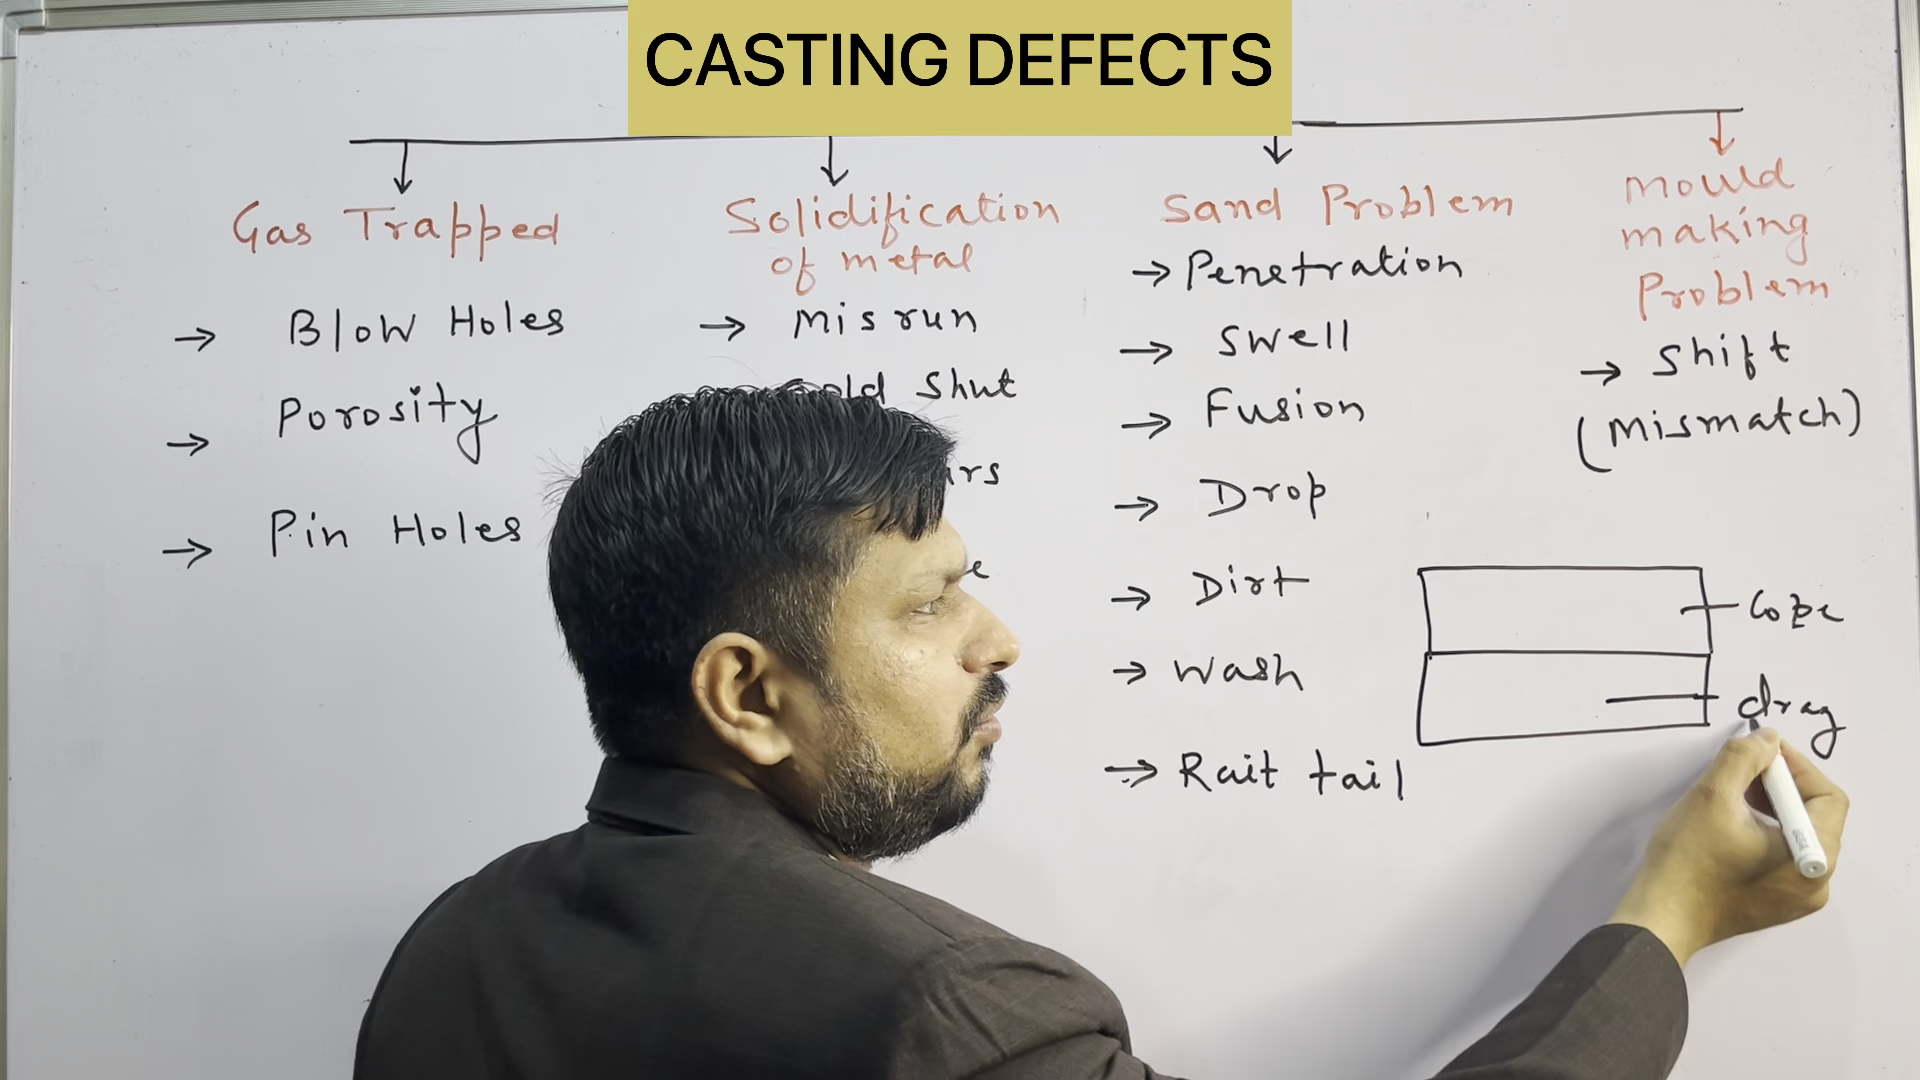 CASTING DEFECTS
Gas Trapped
→ Blow Holes
→ Porosity
→ Pin Holes
Solidification
of metal
→ Misrun
Shut
Sand Problem
→ Penetration
→ Swell
→ Fusion
→ Drop
→ Dirt
→ Wash
→ Rait tail
Mould
making
Problem
→ Shift
(Mismatch)
Cope
drag